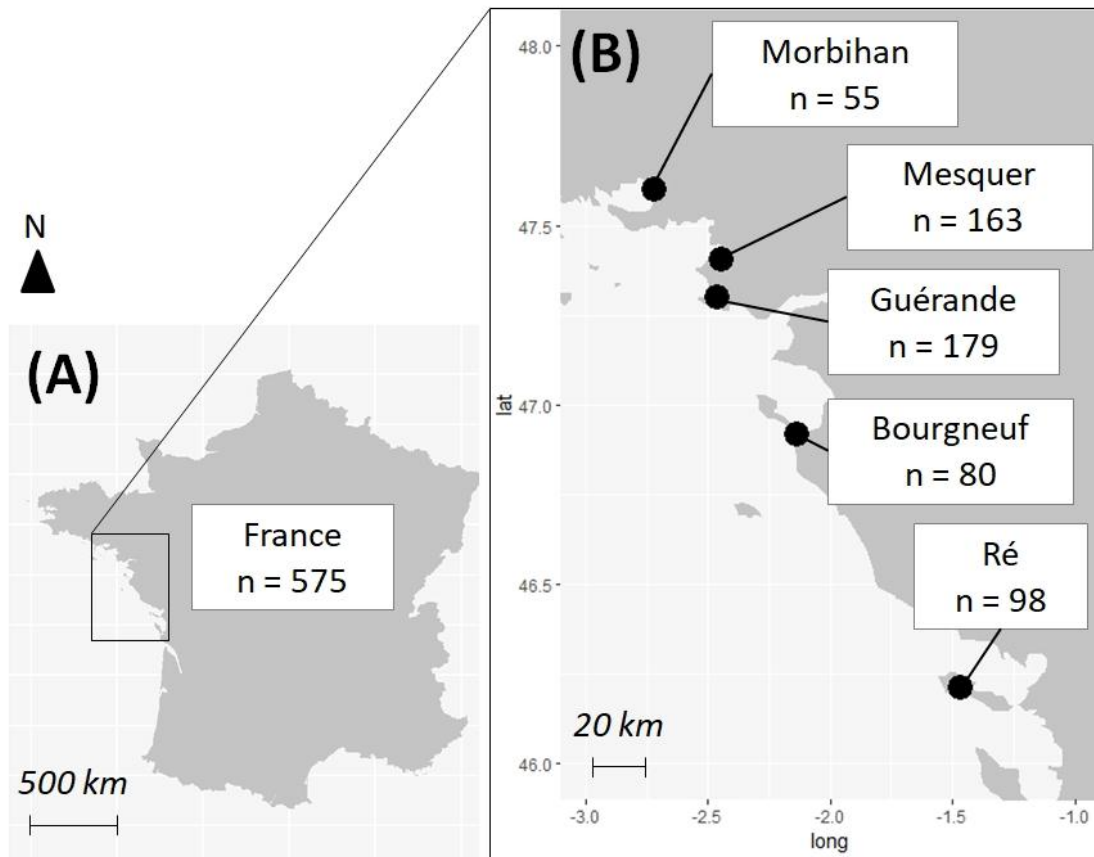 N
(A)
France
n = 575
500 km
(B)
Morbihan
n = 55
Mesquer
n = 163
Guérande
n = 179
Bourgneuf
n = 80
Ré
n = 98
20 km
lat
48.0
47.5
47.0
46.5
46.0
-3.0 -2.5 -2.0 -1.5 -1.0
long